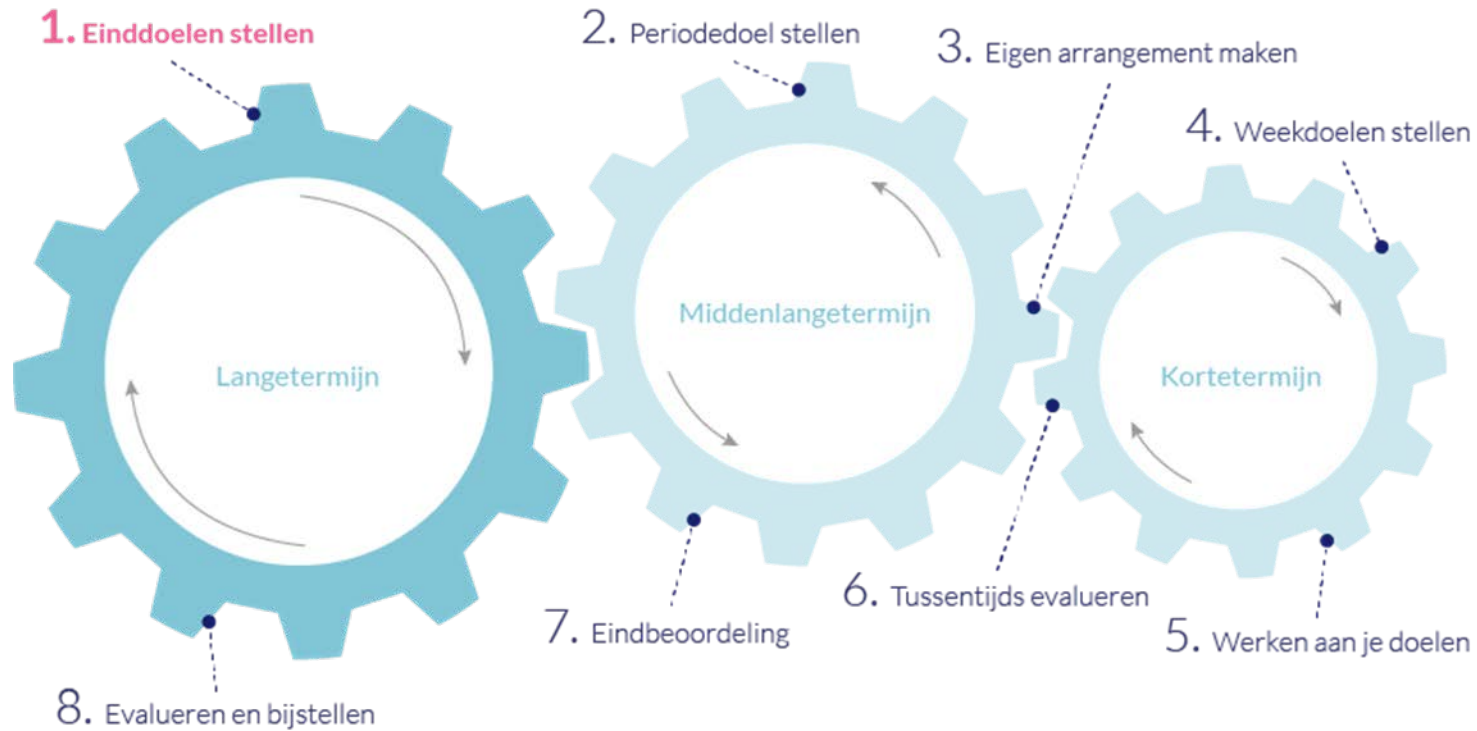 1. Einddoelen stellen
2. Periodedoel stellen
3. Eigen arrangement maken
4. Weekdoelen stellen
Langetermijn
Middenlangetermijn
Kortetermijn
5. Werken aan je doelen
6. Tussentijds evalueren
7. Eindbeoordeling
8. Evalueren en bijstellen